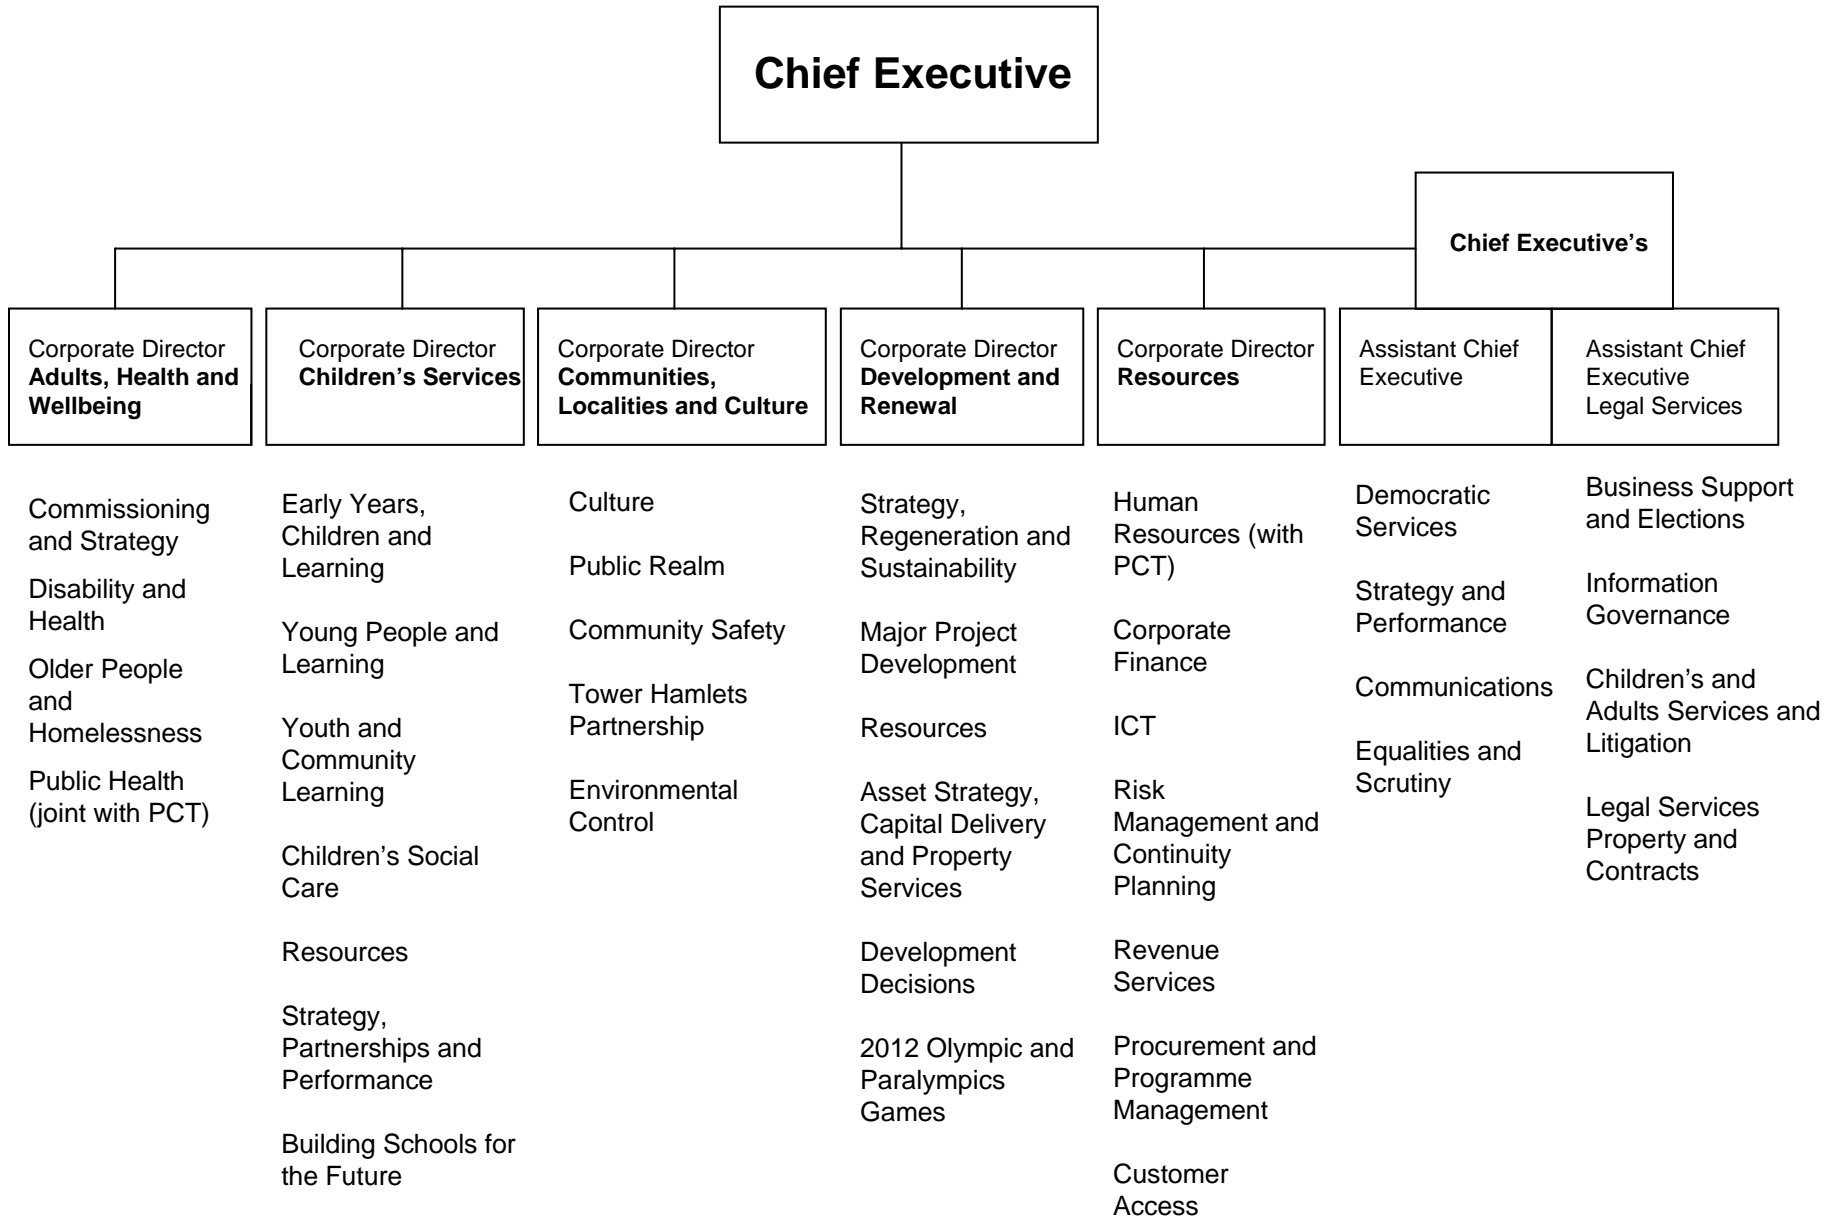 Chief Executive
Chief Executive’s
Corporate Director
Adults, Health and
Wellbeing
Corporate Director
Children’s Services
Corporate Director
Communities,
Localities and Culture
Corporate Director
Development and
Renewal
Corporate Director
Resources
Assistant Chief
Executive
Assistant Chief
Executive
Legal Services
Commissioning
and Strategy
Disability and
Health
Older People
and
Homelessness
Public Health
(joint with PCT)
Early Years,
Children and
Learning
Young People and
Learning
Youth and
Community
Learning
Children’s Social
Care
Resources
Strategy,
Partnerships and
Performance
Building Schools for
the Future
Culture
Public Realm
Community Safety
Tower Hamlets
Partnership
Environmental
Control
Strategy,
Regeneration and
Sustainability
Major Project
Development
Resources
Asset Strategy,
Capital Delivery
and Property
Services
Development
Decisions
2012 Olympic and
Paralympics
Games
Human
Resources (with
PCT)
Corporate
Finance
ICT
Risk
Management and
Continuity
Planning
Revenue
Services
Procurement and
Programme
Management
Customer
Access
Democratic
Services
Strategy and
Performance
Communications
Equalities and
Scrutiny
Business Support
and Elections
Information
Governance
Children’s and
Adults Services and
Litigation
Legal Services
Property and
Contracts